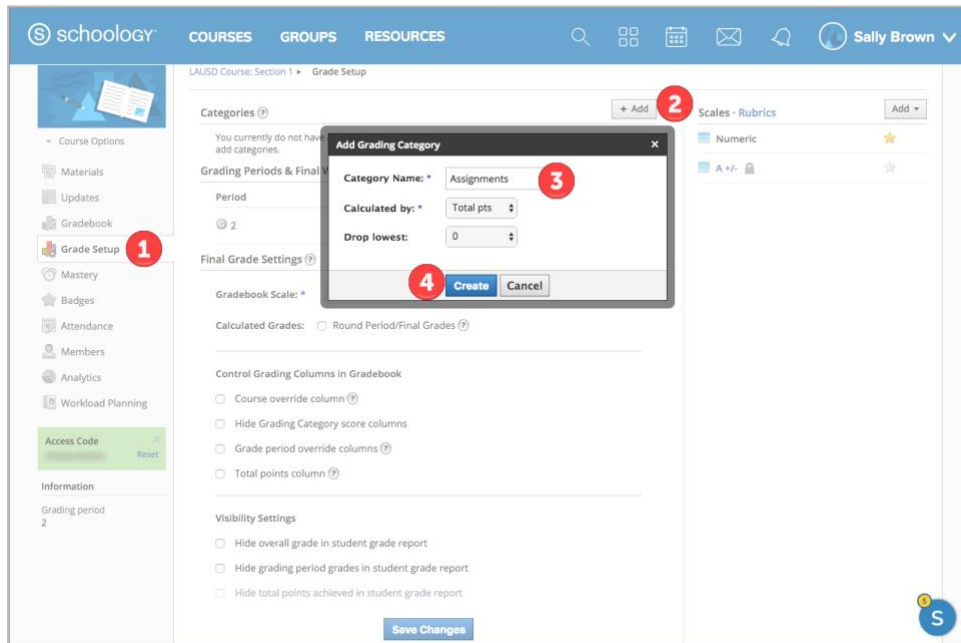 S schoology COURSES GROUPS RESOURCES Sally Brown
LAUSD Course: Section 1 ▸ Grade Setup
Course Options
Materials
Updates
Gradebook
Grade Setup 1
Mastery
Badges
Attendance
Members
Analytics
Workload Planning
Access Code ×
Reset
Information
Grading period
2
Categories ?
+ Add 2
You currently do not have
add categories.
Grading Periods & Final W
Period
2
Final Grade Settings ?
Gradebook Scale: *
Calculated Grades: Round Period/Final Grades ?
Control Grading Columns in Gradebook
Course override column ?
Hide Grading Category score columns
Grade period override columns ?
Total points column ?
Visibility Settings
Hide overall grade in student grade report
Hide grading period grades in student grade report
Hide total points achieved in student grade report
Save Changes
Add Grading Category ×
Category Name: * Assignments 3
Calculated by: * Total pts
Drop lowest: 0
4 Create Cancel
Scales · Rubrics Add
Numeric
A +/-
5
S